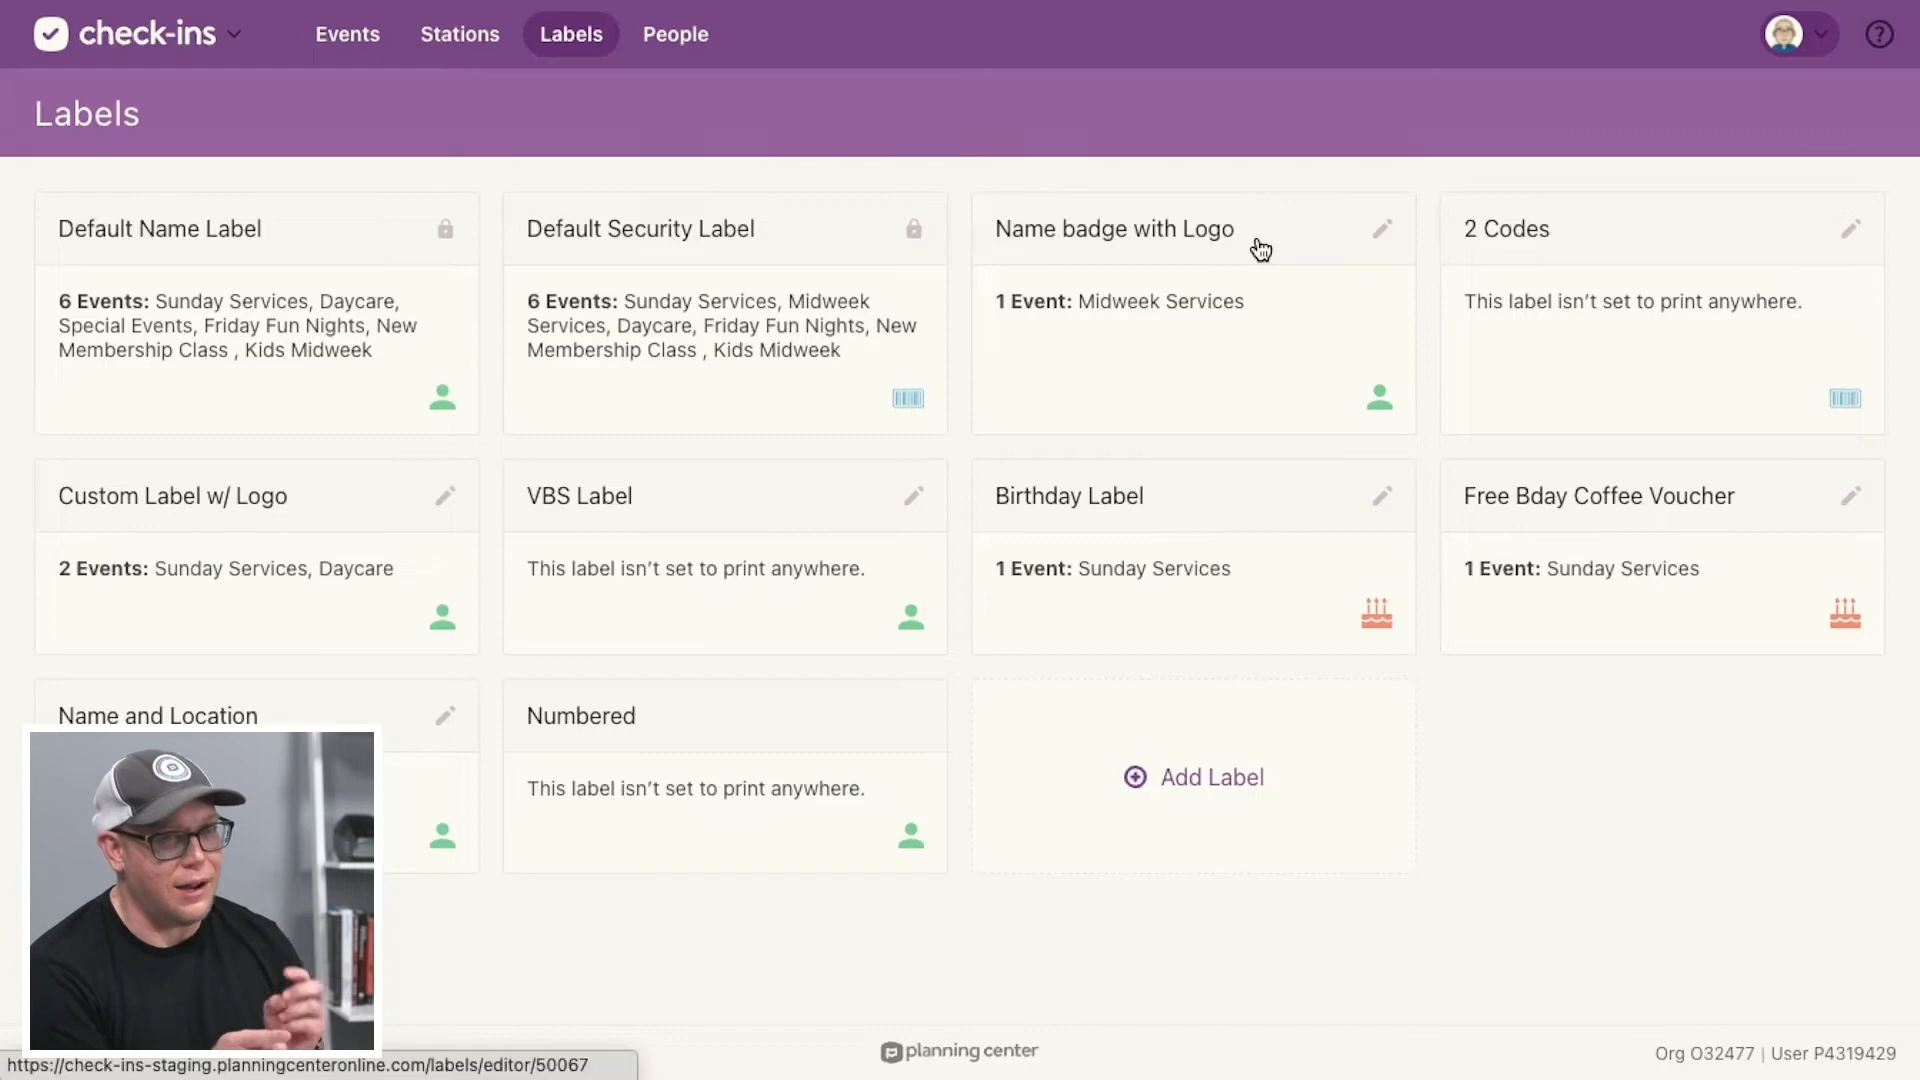 check-ins
Events
Stations
Labels
People
Labels
Default Name Label
6 Events: Sunday Services, Daycare,
Special Events, Friday Fun Nights, New
Membership Class , Kids Midweek
Default Security Label
6 Events: Sunday Services, Midweek
Services, Daycare, Friday Fun Nights, New
Membership Class , Kids Midweek
Name badge with Logo
1 Event: Midweek Services
2 Codes
This label isn’t set to print anywhere.
Custom Label w/ Logo
2 Events: Sunday Services, Daycare
VBS Label
This label isn’t set to print anywhere.
Birthday Label
1 Event: Sunday Services
Free Bday Coffee Voucher
1 Event: Sunday Services
Name and Location
Numbered
This label isn’t set to print anywhere.
Add Label
https://check-ins-staging.planningcenteronline.com/labels/editor/50067
planning center
Org O32477 | User P4319429